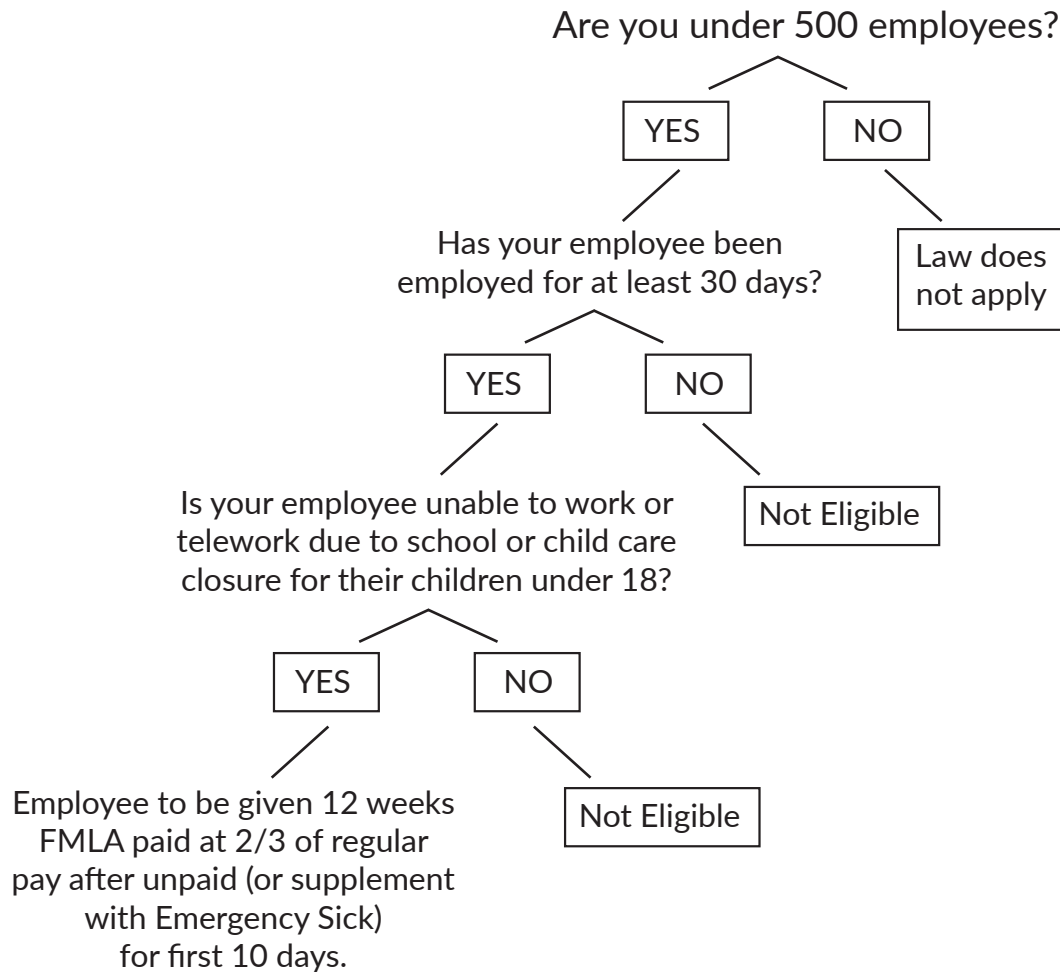 Are you under 500 employees?
YES
NO
Has your employee been
employed for at least 30 days?
Law does
not apply
YES
NO
Is your employee unable to work or
telework due to school or child care
closure for their children under 18?
Not Eligible
YES
NO
Employee to be given 12 weeks
FMLA paid at 2/3 of regular
pay after unpaid (or supplement
with Emergency Sick)
for first 10 days.
Not Eligible